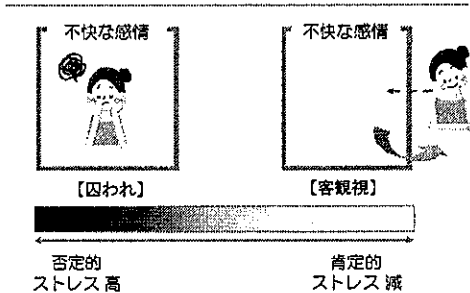 不快な感情
不快な感情
【囚われ】
【客観視】
否定的
ストレス 高
肯定的
ストレス 減